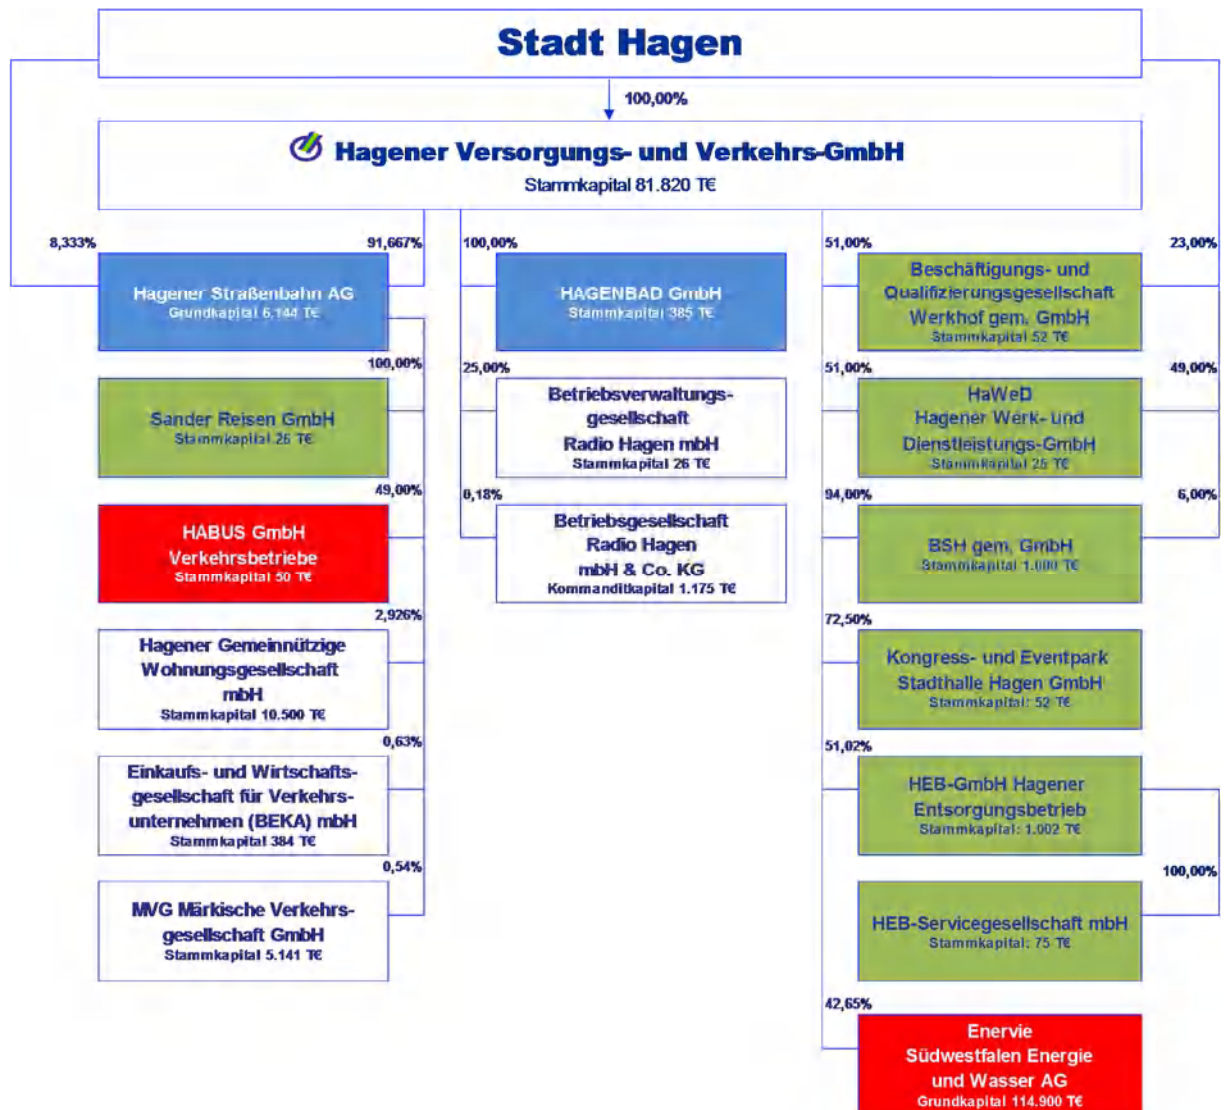 Stadt Hagen
100,00%
Hagener Versorgungs- und Verkehrs-GmbH
Stammkapital 81.820 T€
8,333%
91,667%
Hagener Straßenbahn AG
Grundkapital 6.144 T€
100,00%
Sander Reisen GmbH
Stammkapital 26 T€
49,00%
HABUS GmbH
Verkehrsbetriebe
Stammkapital 50 T€
2,926%
Hagener Gemeinnützige
Wohnungsgesellschaft
mbH
Stammkapital 10.500 T€
0,63%
Einkaufs- und Wirtschafts-
gesellschaft für Verkehrs-
unternehmen (BEKA) mbH
Stammkapital 384 T€
0,54%
MVG Märkische Verkehrs-
gesellschaft GmbH
Stammkapital 5.141 T€
100,00%
HAGENBAD GmbH
Stammkapital 385 T€
25,00%
Betriebsverwaltungs-
gesellschaft
Radio Hagen mbH
Stammkapital 26 T€
0,18%
Betriebsgesellschaft
Radio Hagen
mbH & Co. KG
Kommanditkapital 1.175 T€
51,00%
23,00%
Beschäftigungs- und
Qualifizierungsgesellschaft
Werkhof gem. GmbH
Stammkapital 52 T€
51,00%
49,00%
HaWeD
Hagener Werk- und
Dienstleistungs-GmbH
Stammkapital 25 T€
94,00%
6,00%
BSH gem. GmbH
Stammkapital 1.000 T€
72,50%
Kongress- und Eventpark
Stadthalle Hagen GmbH
Stammkapital: 52 T€
51,02%
HEB-GmbH Hagener
Entsorgungsbetrieb
Stammkapital: 1.002 T€
100,00%
HEB-Servicegesellschaft mbH
Stammkapital: 75 T€
42,65%
Enervie
Südwestfalen Energie
und Wasser AG
Grundkapital 114.900 T€